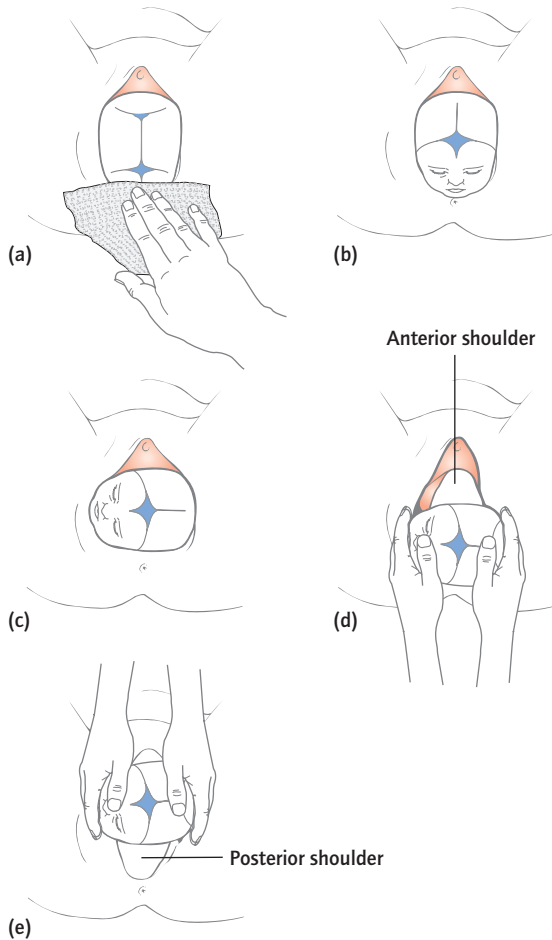 (a)
(b)
Anterior shoulder
(c)
(d)
Posterior shoulder
(e)